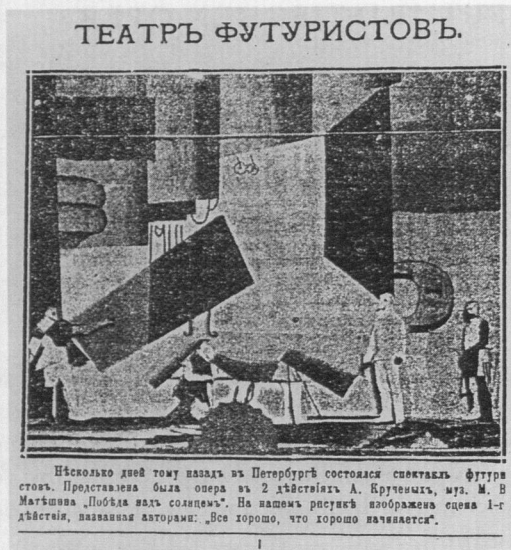 ТЕАТРЪ ФУТУРИСТОВЪ.
Нѣсколько дней тому назадъ въ Петербургѣ состоялся спектакль футури
стовъ. Представлена была опера въ 2 дѣйствіяхъ А. Крученыхъ, муз. М. В
Матѣшина „Побѣда надъ солнцемъ“. На нашемъ рисункѣ изображена сцена 1-г
дѣйствія, названная авторами: „Все хорошо, что хорошо начинается“.